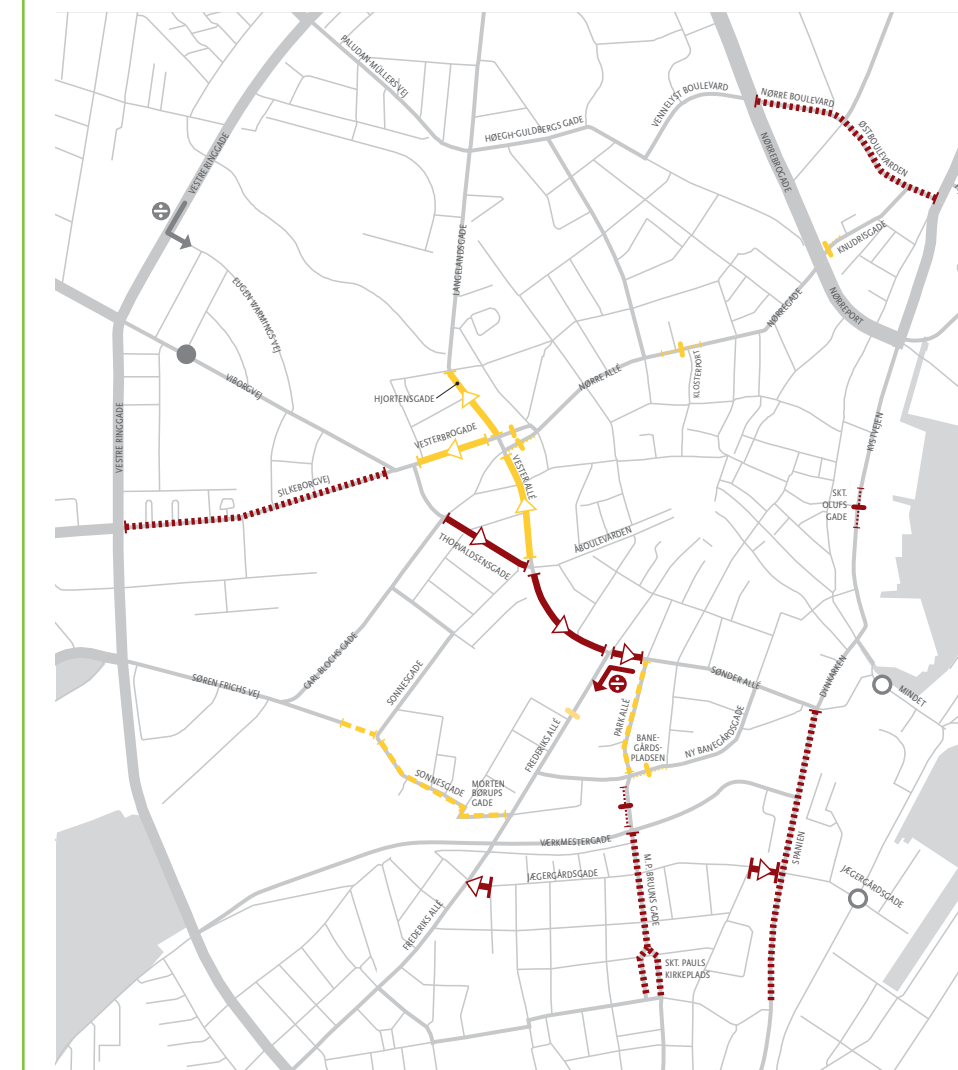 PALUDAN-MÜLLERS VEJ
VENNELYST BOULEVARD
NØRRE BOULEVARD
HØEGH-GULDBERGS GADE
ØSTBOULEVARDEN
VESTRE RINGGADE
NØRREBROGADE
KNUDRISGADE
LANGELANDSGADE
EUGEN WARMINGS VEJ
NØRREGADE
NØRREPORT
VIBORGVEJ
NØRRE ALLÉ
KLOSTERPORT
HJORTENSGADE
VESTERBROGADE
VESTRE RINGGADE
KYSTVEJEN
VESTER ALLÉ
SILKEBORGVEJ
SKT.
OLUFS
GADE
THORVALDSENSGADE
ÅBOULEVARDEN
CARL BLOCHS GADE
SØREN FRICHS VEJ
SONNESGADE
SØNDER ALLÉ
DYNKARKEN
MINDET
PARK ALLÉ
FREDERIKS ALLÉ
BANE-
GÅRDS-
PLADSEN
NY BANEGÅRDSGADE
SONNESGADE
MORTEN
BØRUPS
GADE
VÆRKMESTERGADE
SPANIEN
JÆGERGÅRDSGADE
M.P. BRUUNS GADE
JÆGERGÅRDSGADE
FREDERIKS ALLÉ
SKT. PAULS
KIRKEPLADS